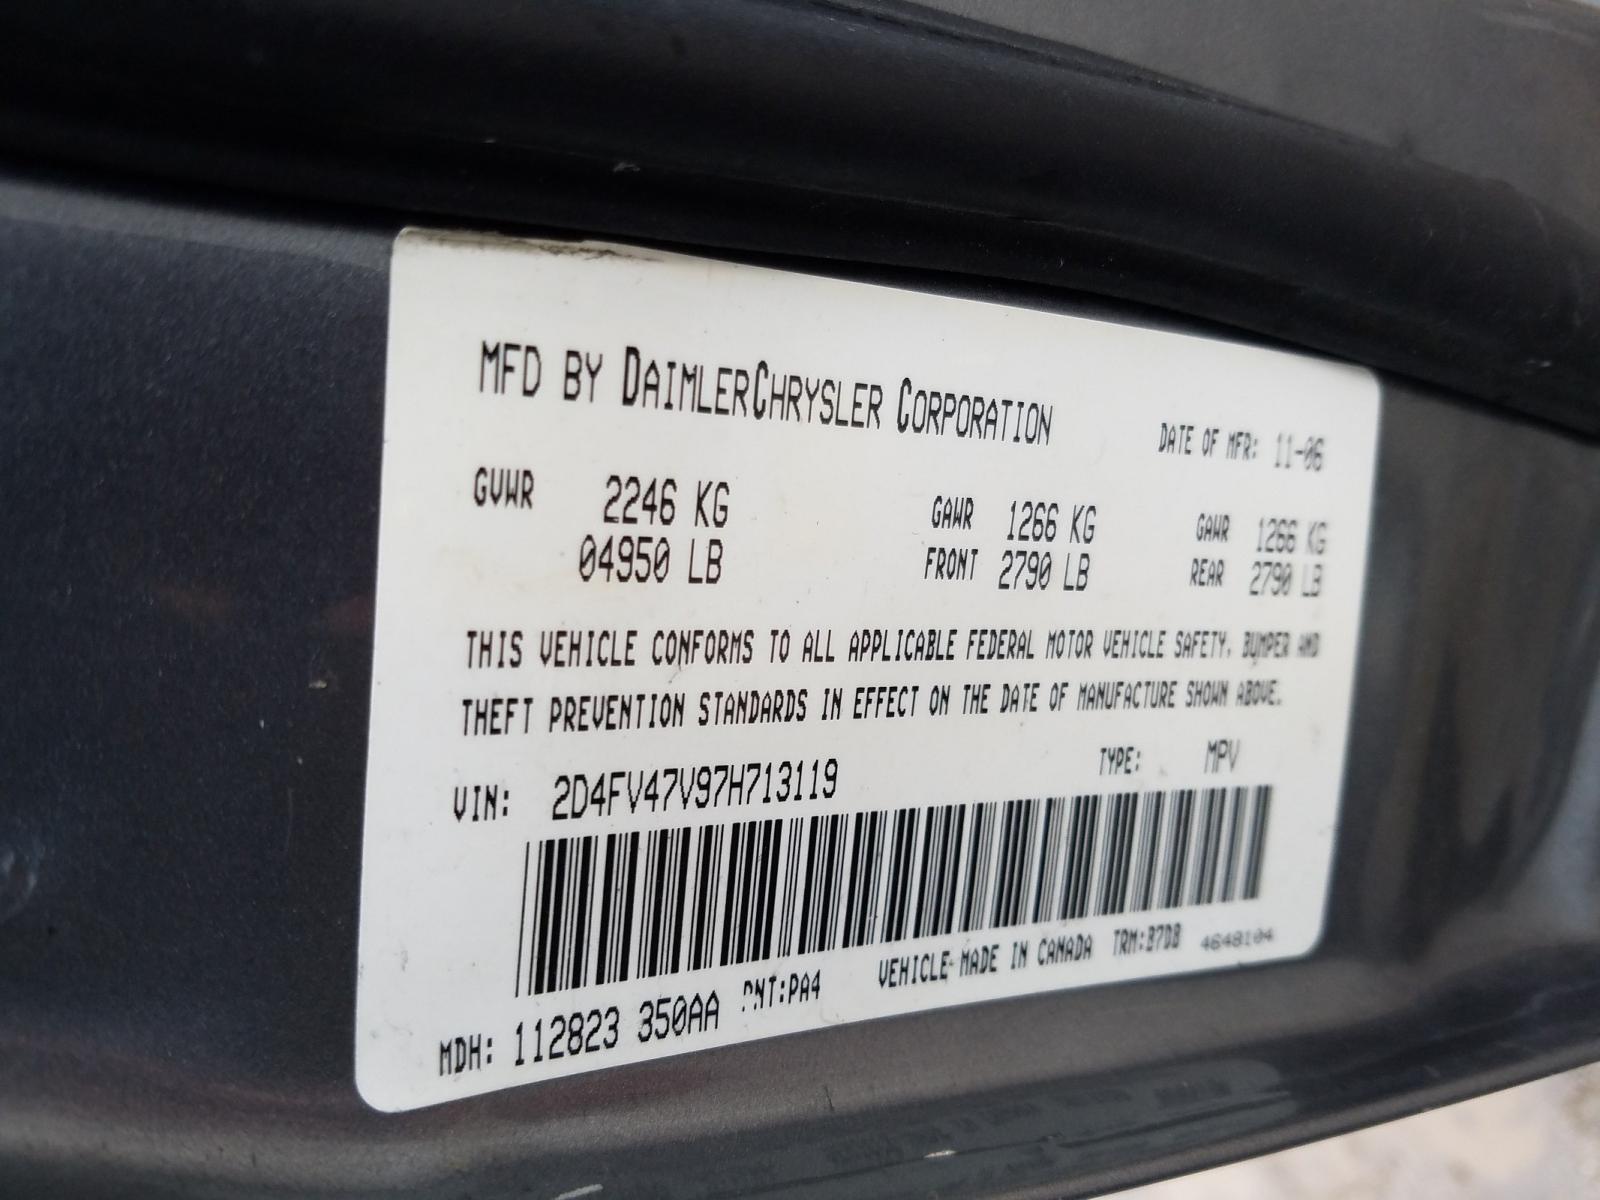 MFD BY DAIMLERCHRYSLER CORPORATION DATE OF MFR: 11-06
GVWR 2246 KG GAWR 1266 KG GAWR 1266 KG
04950 LB FRONT 2790 LB REAR 2790 LB
THIS VEHICLE CONFORMS TO ALL APPLICABLE FEDERAL MOTOR VEHICLE SAFETY, BUMPER AND
THEFT PREVENTION STANDARDS IN EFFECT ON THE DATE OF MANUFACTURE SHOWN ABOVE.
VIN: 2D4FV47V97H713119 TYPE: MPV
MDH: 112823 350AA PNT:PA4 VEHICLE MADE IN CANADA TRM:B7DB 4648104